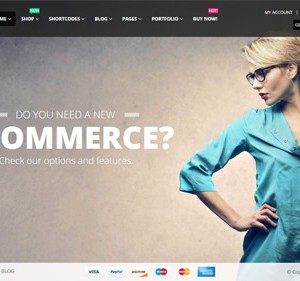 NEW HOT
ME SHOP SHORTCODES BLOG PAGES PORTFOLIO BUY NOW! MY ACCOUNT
DO YOU NEED A NEW
OMMERCE?
Check our options and features.
BLOG VISA PayPal DISCOVER